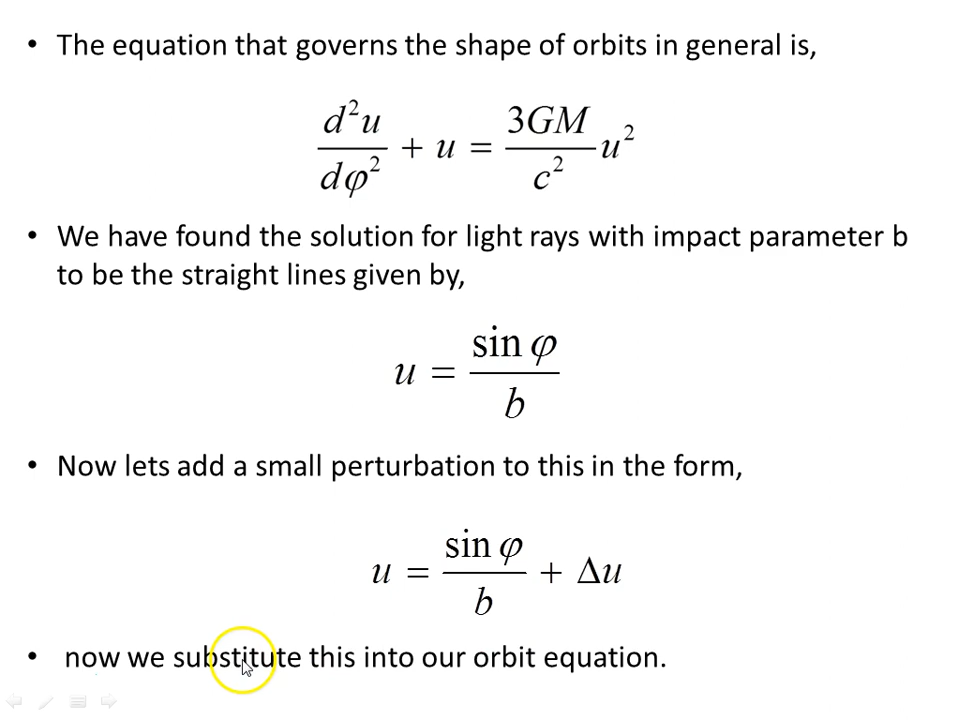 • The equation that governs the shape of orbits in general is,
d²u/dφ² + u = 3GM/c² u²
• We have found the solution for light rays with impact parameter b
to be the straight lines given by,
u = sin φ/b
• Now lets add a small perturbation to this in the form,
u = sin φ/b + Δu
• now we substitute this into our orbit equation.